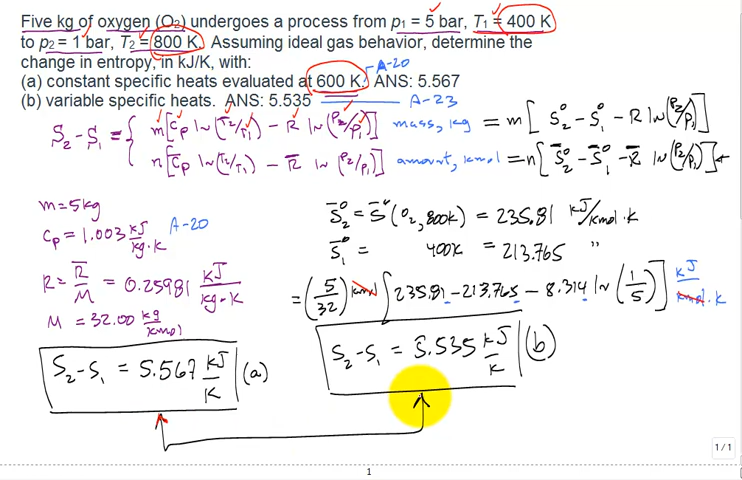 Five kg of oxygen (O₂) undergoes a process from p₁ = 5 bar, T₁ = 400 K
to p₂ = 1 bar, T₂ = 800 K. Assuming ideal gas behavior, determine the
change in entropy, in kJ/K, with:
A-20
(a) constant specific heats evaluated at 600 K. ANS: 5.567
(b) variable specific heats. ANS: 5.535 A-23
S₂ - S₁ = { m[cp ln(T₂/T₁) - R ln(P₂/P₁)] mass, kg = m[ S₂° - S₁° - R ln(P₂/P₁)]
n[c̄p ln(T₂/T₁) - R̄ ln(P₂/P₁)] amount, kmol = n[ S̄₂° - S̄₁° - R̄ ln(P₂/P₁)]
m = 5 kg
cp = 1.003 kJ/kg·K A-20
R = R̄/M = 0.25981 kJ/kg·K
M = 32.00 kg/kmol
S₂ - S₁ = 5.567 kJ/K (a)
S̄₂° = S̄°(O₂, 800K) = 235.81 kJ/kmol·K
S̄₁° = 400K = 213.765 "
= (5/32) kmol [235.81 - 213.765 - 8.314 ln(1/5)] kJ/kmol·K
S₂ - S₁ = 5.535 kJ/K (b)
1 / 1
1